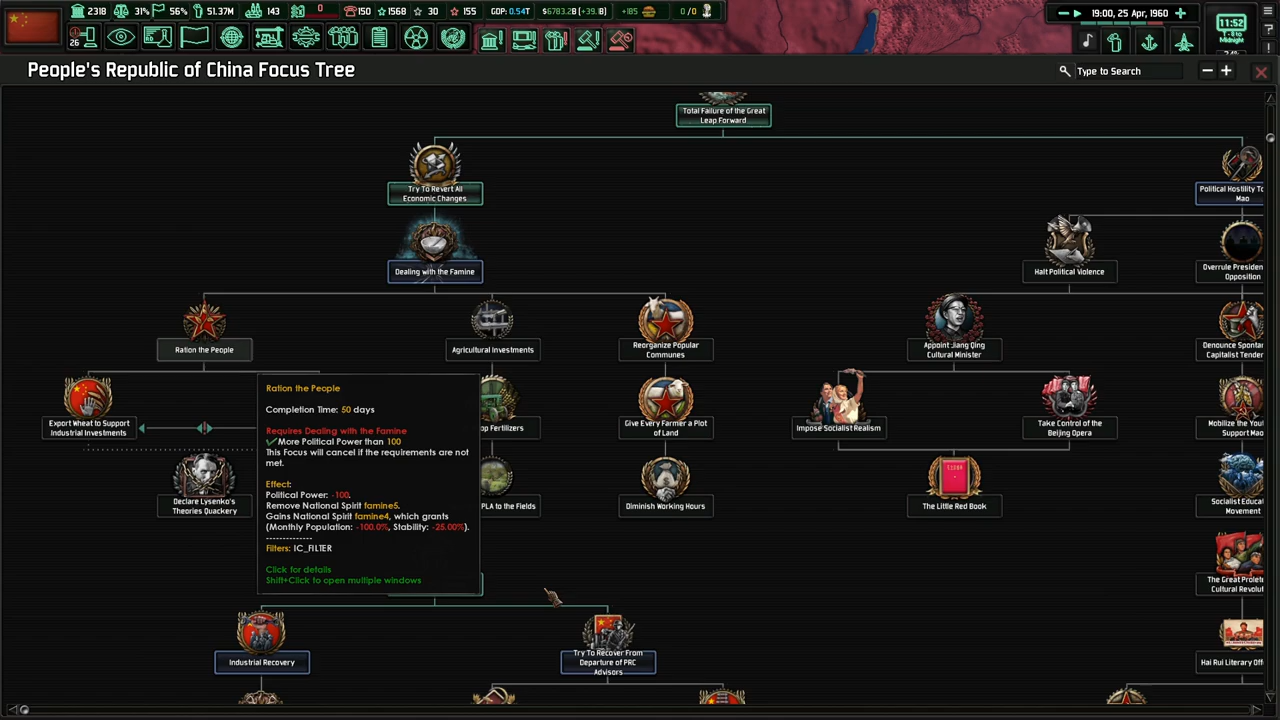 2318
31%
56%
51.37M
143
0
150
1568
30
155
GDP: 0.54T
$6783.2B (+39.1B)
+185
0/0
19:00, 25 Apr, 1960
11:52
26
People's Republic of China Focus Tree
Type to Search
Total Failure of the Great
Leap Forward
Try To Revert All
Economic Changes
Political Hostility To
Mao
Dealing with the Famine
Halt Political Violence
Overrule Presiden
Opposition
Ration the People
Agricultural Investments
Reorganize Popular
Communes
Appoint Jiang Qing
Cultural Minister
Denounce Spontan
Capitalist Tender
Export Wheat to Support
Industrial Investments
op Fertilizers
Give Every Farmer a Plot
of Land
Impose Socialist Realism
Take Control of the
Beijing Opera
Mobilize the Yout
Support Mao
Declare Lysenko's
Theories Quackery
PLA to the Fields
Diminish Working Hours
The Little Red Book
Socialist Educa
Movement
Ration the People
Completion Time: 50 days
Requires Dealing with the Famine
More Political Power than 100
This Focus will cancel if the requirements are not
met.
Effect:
Political Power: -100.
Remove National Spirit famine5.
Gains National Spirit famine4, which grants
(Monthly Population: -100.0%, Stability: -25.00%).
--------------
Filters: IC_FILTER
Click for details
Shift+Click to open multiple windows
The Great Prolet
Cultural Revolut
Industrial Recovery
Try To Recover From
Departure of PRC
Advisors
Hai Rui Literary Off